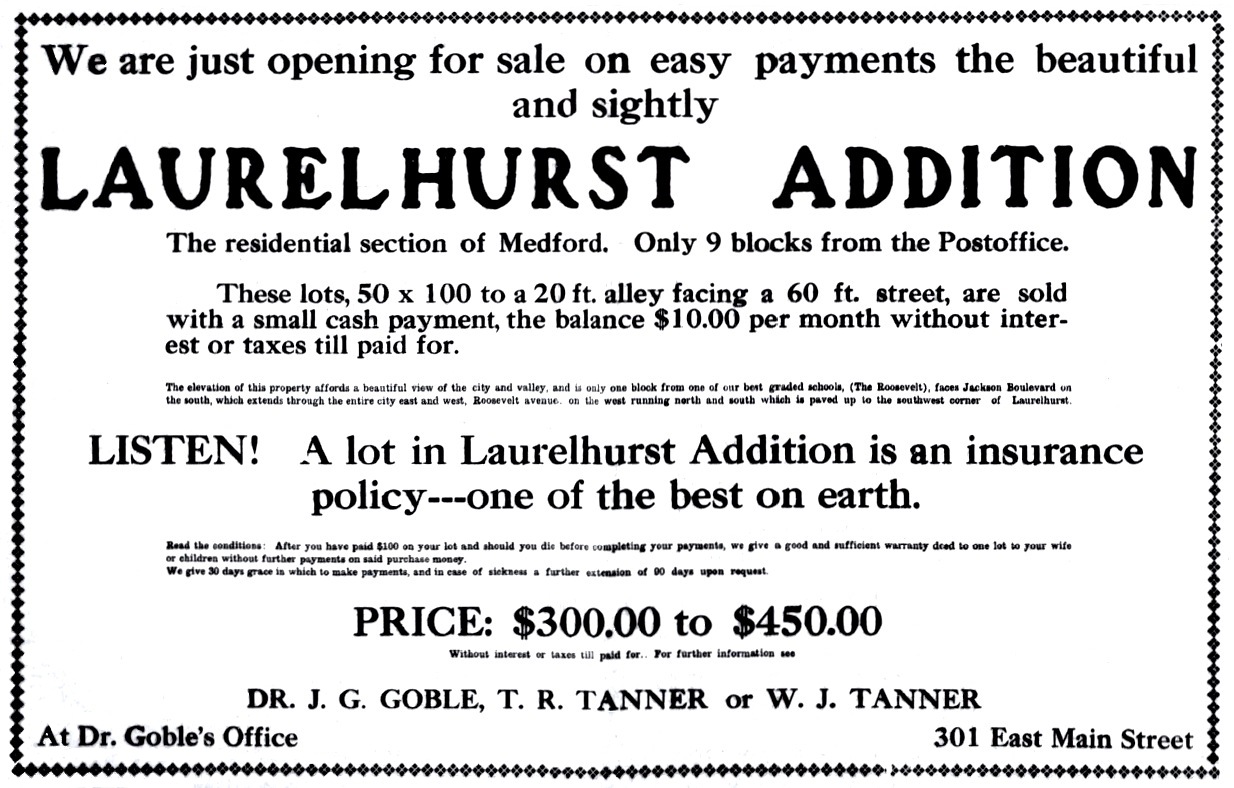 We are just opening for sale on easy payments the beautiful
and sightly
LAURELHURST ADDITION
The residential section of Medford. Only 9 blocks from the Postoffice.
These lots, 50 x 100 to a 20 ft. alley facing a 60 ft. street, are sold
with a small cash payment, the balance $10.00 per month without inter-
est or taxes till paid for.
The elevation of this property affords a beautiful view of the city and valley, and is only one block from one of our best graded schools, (The Roosevelt), faces Jackson Boulevard on
the south, which extends through the entire city east and west, Roosevelt avenue. on the west running north and south which is paved up to the southwest corner of Laurelhurst.
LISTEN! A lot in Laurelhurst Addition is an insurance
policy---one of the best on earth.
Read the conditions: After you have paid $100 on your lot and should you die before completing your payments, we give a good and sufficient warranty deed to one lot to your wife
or children without further payments on said purchase money.
We give 30 days grace in which to make payments, and in case of sickness a further extension of 90 days upon request.
PRICE: $300.00 to $450.00
Without interest or taxes till paid for.. For further information see
DR. J. G. GOBLE, T. R. TANNER or W. J. TANNER
At Dr. Goble's Office
301 East Main Street